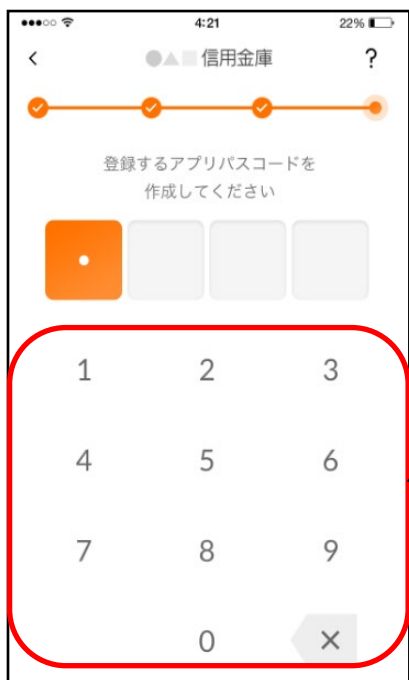 4:21 22%
●▲■ 信用金庫 ?
登録するアプリパスコードを
作成してください
1 2 3
4 5 6
7 8 9
0 ×